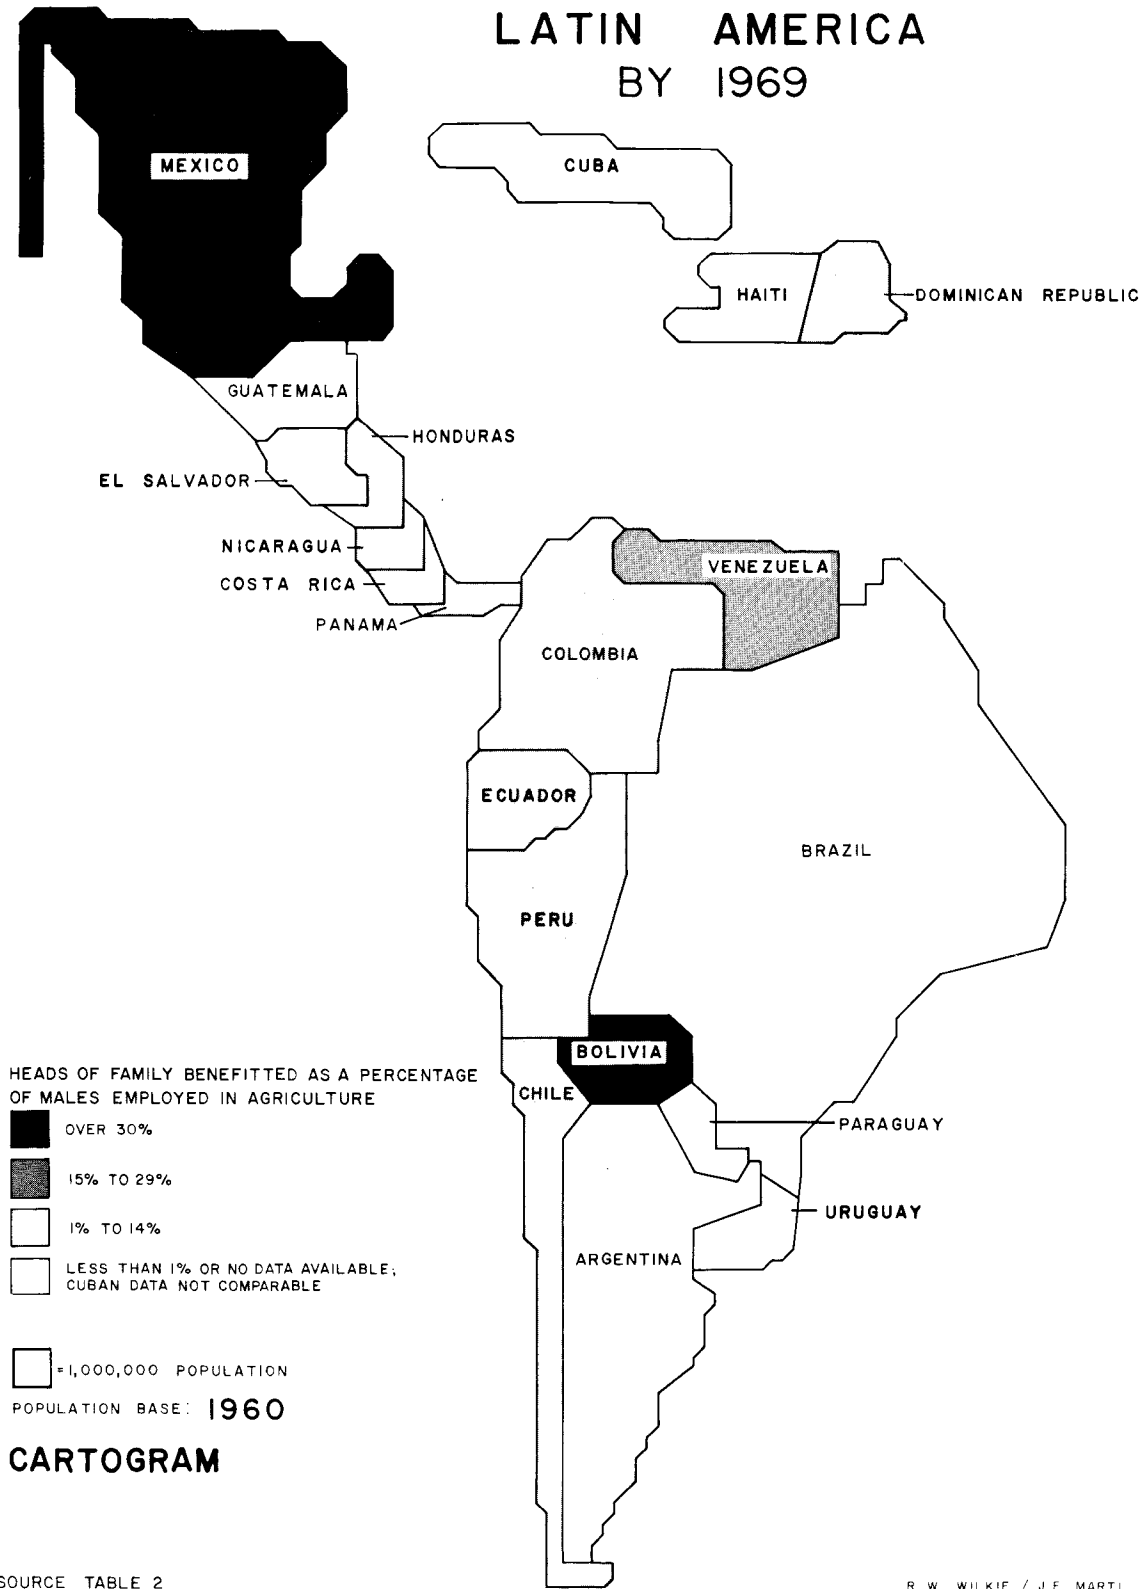 LATIN AMERICA
BY 1969
MEXICO
CUBA
HAITI
DOMINICAN REPUBLIC
GUATEMALA
HONDURAS
EL SALVADOR
NICARAGUA
COSTA RICA
PANAMA
VENEZUELA
COLOMBIA
ECUADOR
BRAZIL
PERU
BOLIVIA
CHILE
PARAGUAY
URUGUAY
ARGENTINA
HEADS OF FAMILY BENEFITTED AS A PERCENTAGE
OF MALES EMPLOYED IN AGRICULTURE
OVER 30%
15% TO 29%
1% TO 14%
LESS THAN 1% OR NO DATA AVAILABLE;
CUBAN DATA NOT COMPARABLE
=1,000,000 POPULATION
POPULATION BASE: 1960
CARTOGRAM
SOURCE TABLE 2
R. W. WILKIE / J.F. MARTI